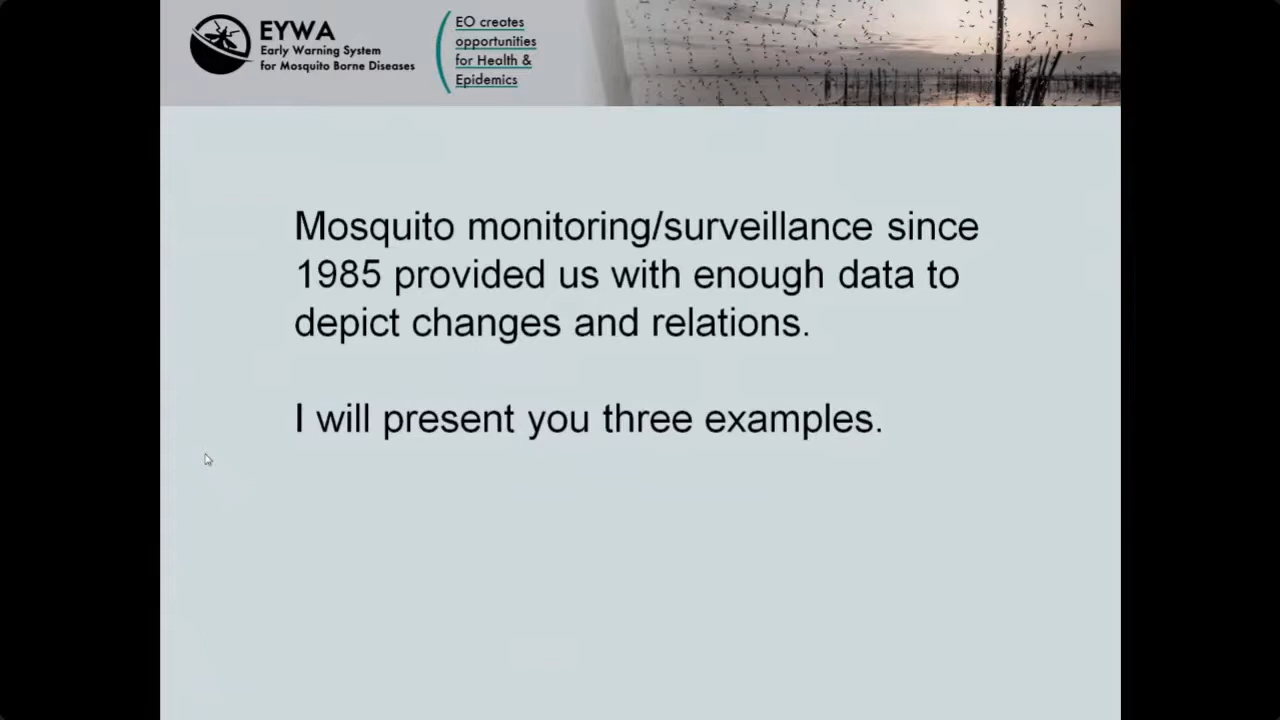 EYWA
Early Warning System
for Mosquito Borne Diseases
EO creates
opportunities
for Health &
Epidemics
Mosquito monitoring/surveillance since
1985 provided us with enough data to
depict changes and relations.
I will present you three examples.